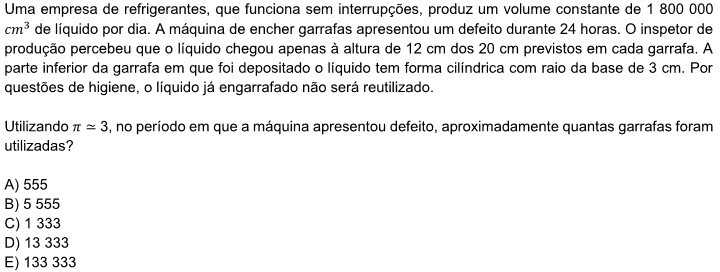 Uma empresa de refrigerantes, que funciona sem interrupções, produz um volume constante de 1 800 000
cm³ de líquido por dia. A máquina de encher garrafas apresentou um defeito durante 24 horas. O inspetor de
produção percebeu que o líquido chegou apenas à altura de 12 cm dos 20 cm previstos em cada garrafa. A
parte inferior da garrafa em que foi depositado o líquido tem forma cilíndrica com raio da base de 3 cm. Por
questões de higiene, o líquido já engarrafado não será reutilizado.
Utilizando π ≃ 3, no período em que a máquina apresentou defeito, aproximadamente quantas garrafas foram
utilizadas?
A) 555
B) 5 555
C) 1 333
D) 13 333
E) 133 333